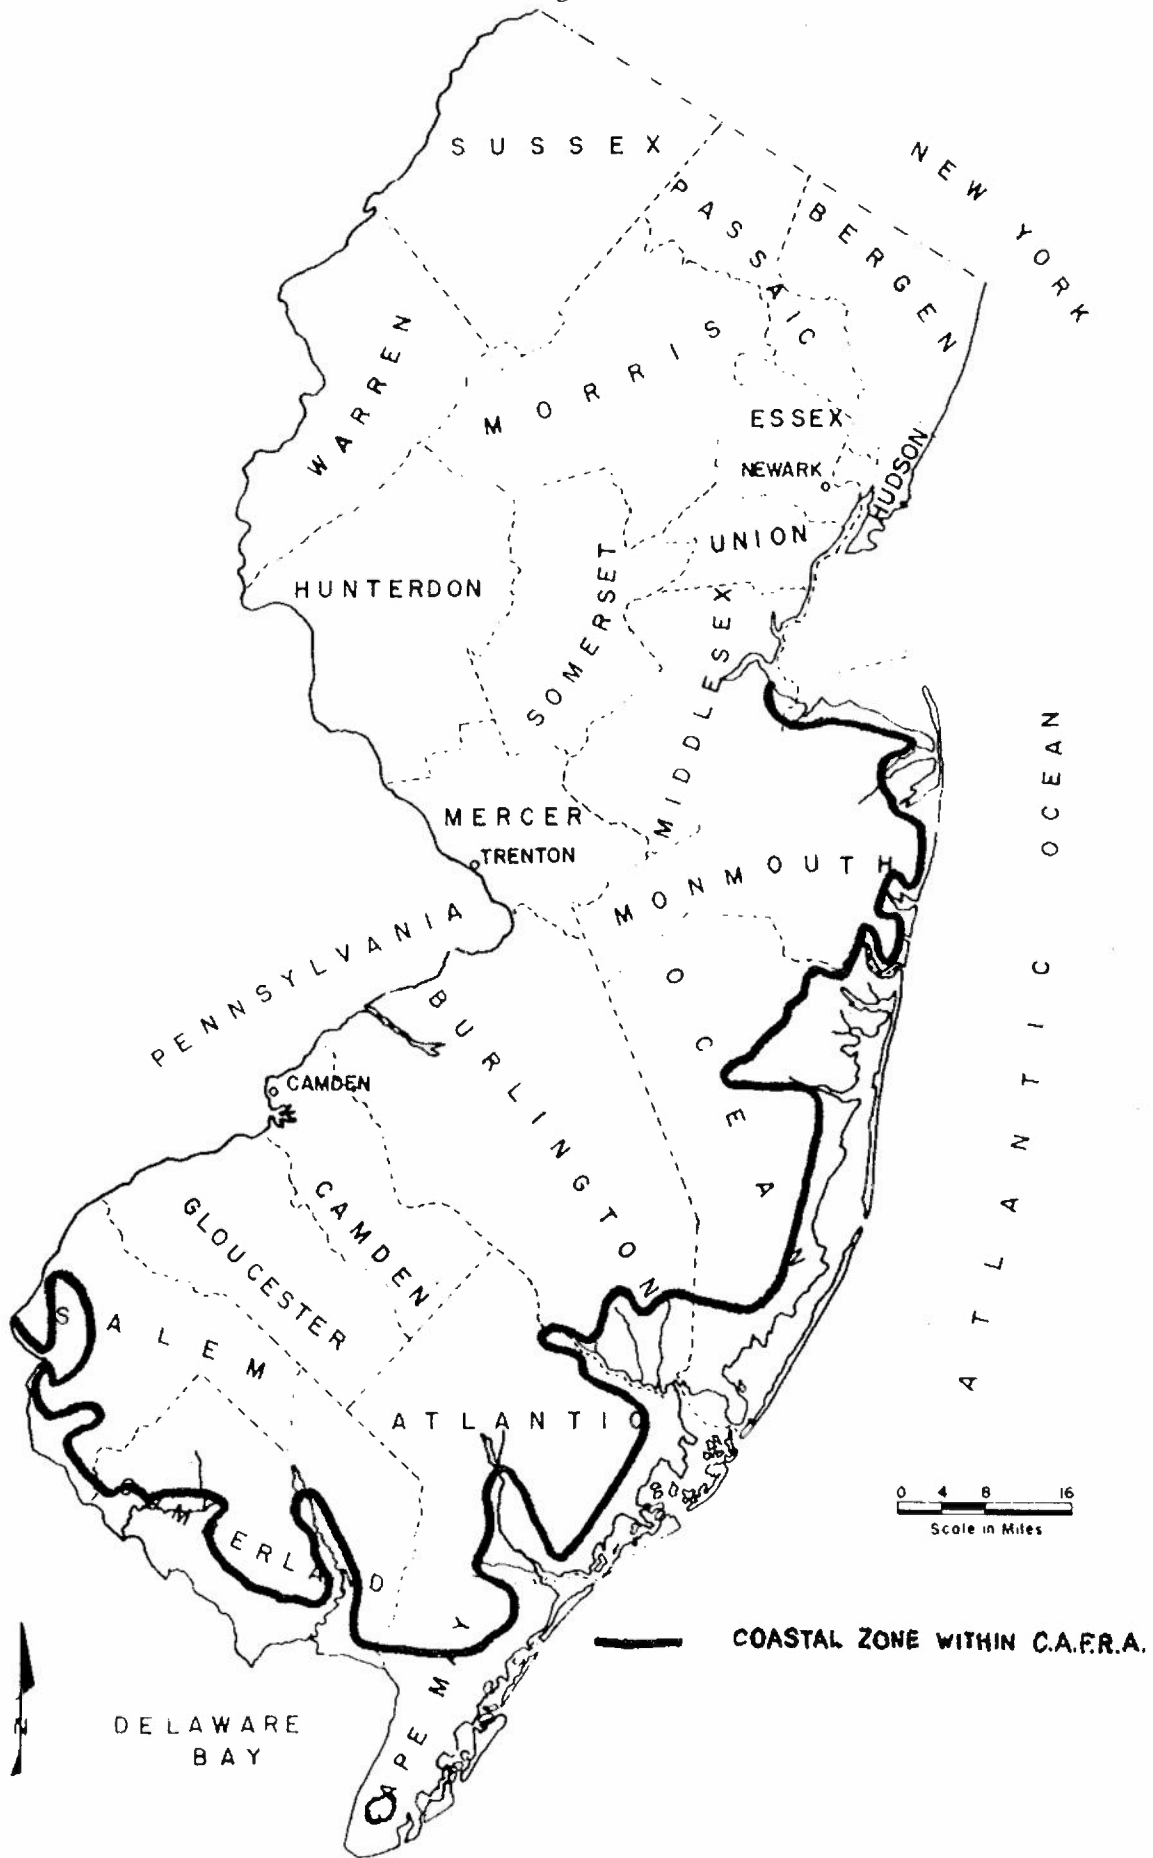 SUSSEX
NEW YORK
PASSAIC
BERGEN
WARREN
MORRIS
ESSEX
NEWARK
HUDSON
UNION
HUNTERDON
SOMERSET
MIDDLESEX
MERCER
TRENTON
MONMOUTH
ATLANTIC OCEAN
PENNSYLVANIA
OCEAN
BURLINGTON
CAMDEN
CAMDEN
GLOUCESTER
SALEM
ATLANTIC
0 4 8 16
Scale in Miles
ERLAD
COASTAL ZONE WITHIN C.A.F.R.A.
CAPE MAY
N
DELAWARE
BAY